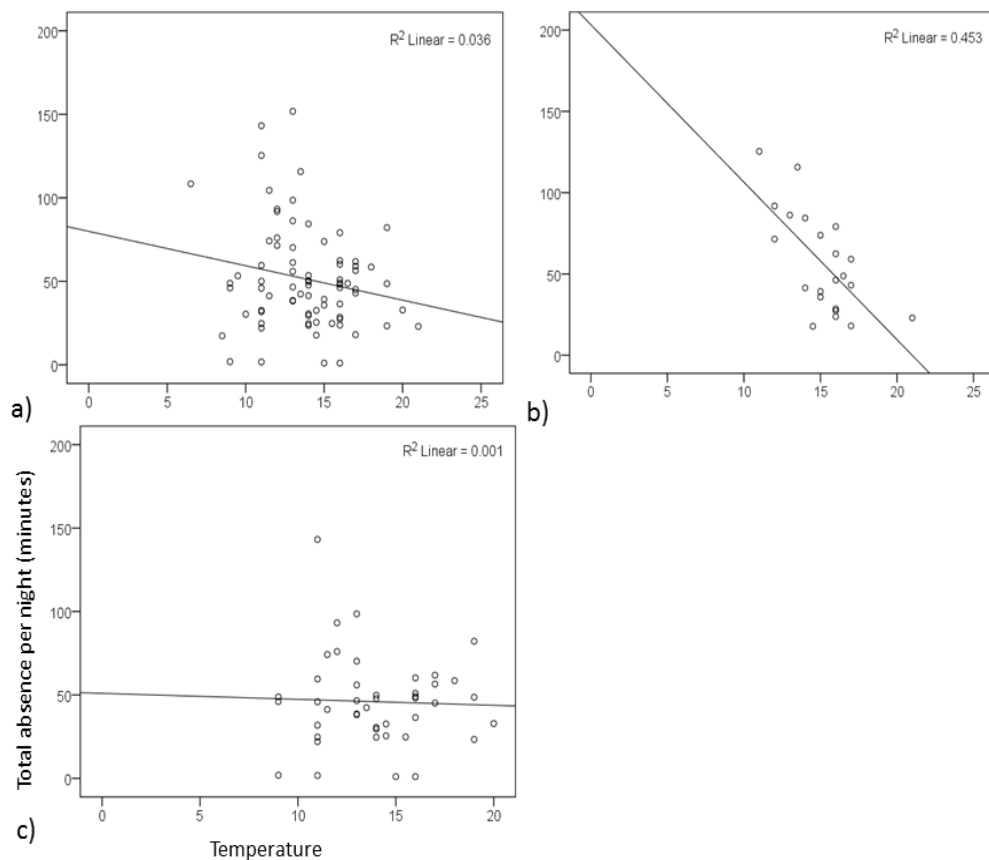 R² Linear = 0.036
200
150
100
50
0
0 5 10 15 20 25
a)
R² Linear = 0.453
200
150
100
50
0
0 5 10 15 20 25
b)
R² Linear = 0.001
200
150
100
50
0
0 5 10 15 20
c)
Total absence per night (minutes)
Temperature